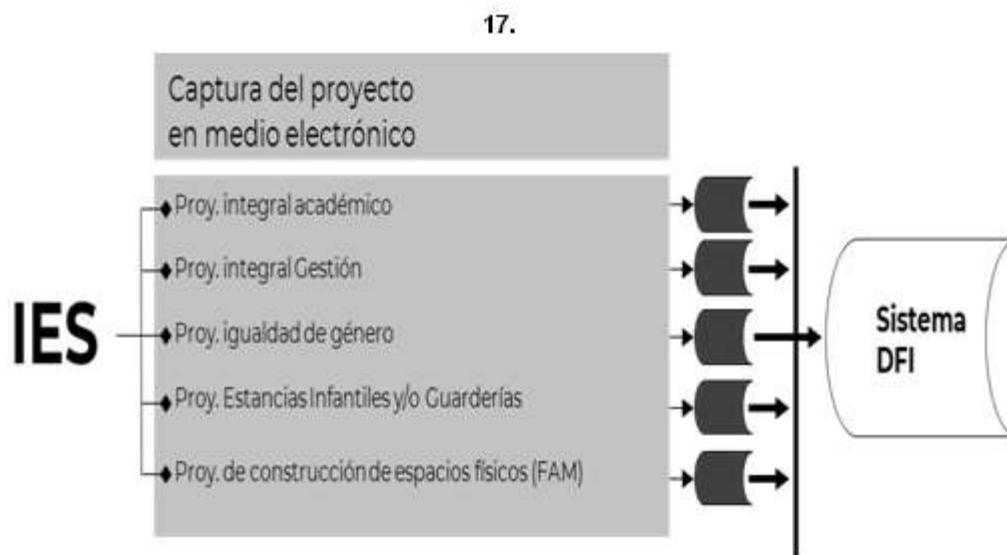 17.
Captura del proyecto
en medio electrónico
Proy. integral académico
Proy. integral Gestión
IES
Proy. igualdad de género
Proy. Estancias Infantiles y/o Guarderías
Proy. de construcción de espacios físicos (FAM)
Sistema
DFI